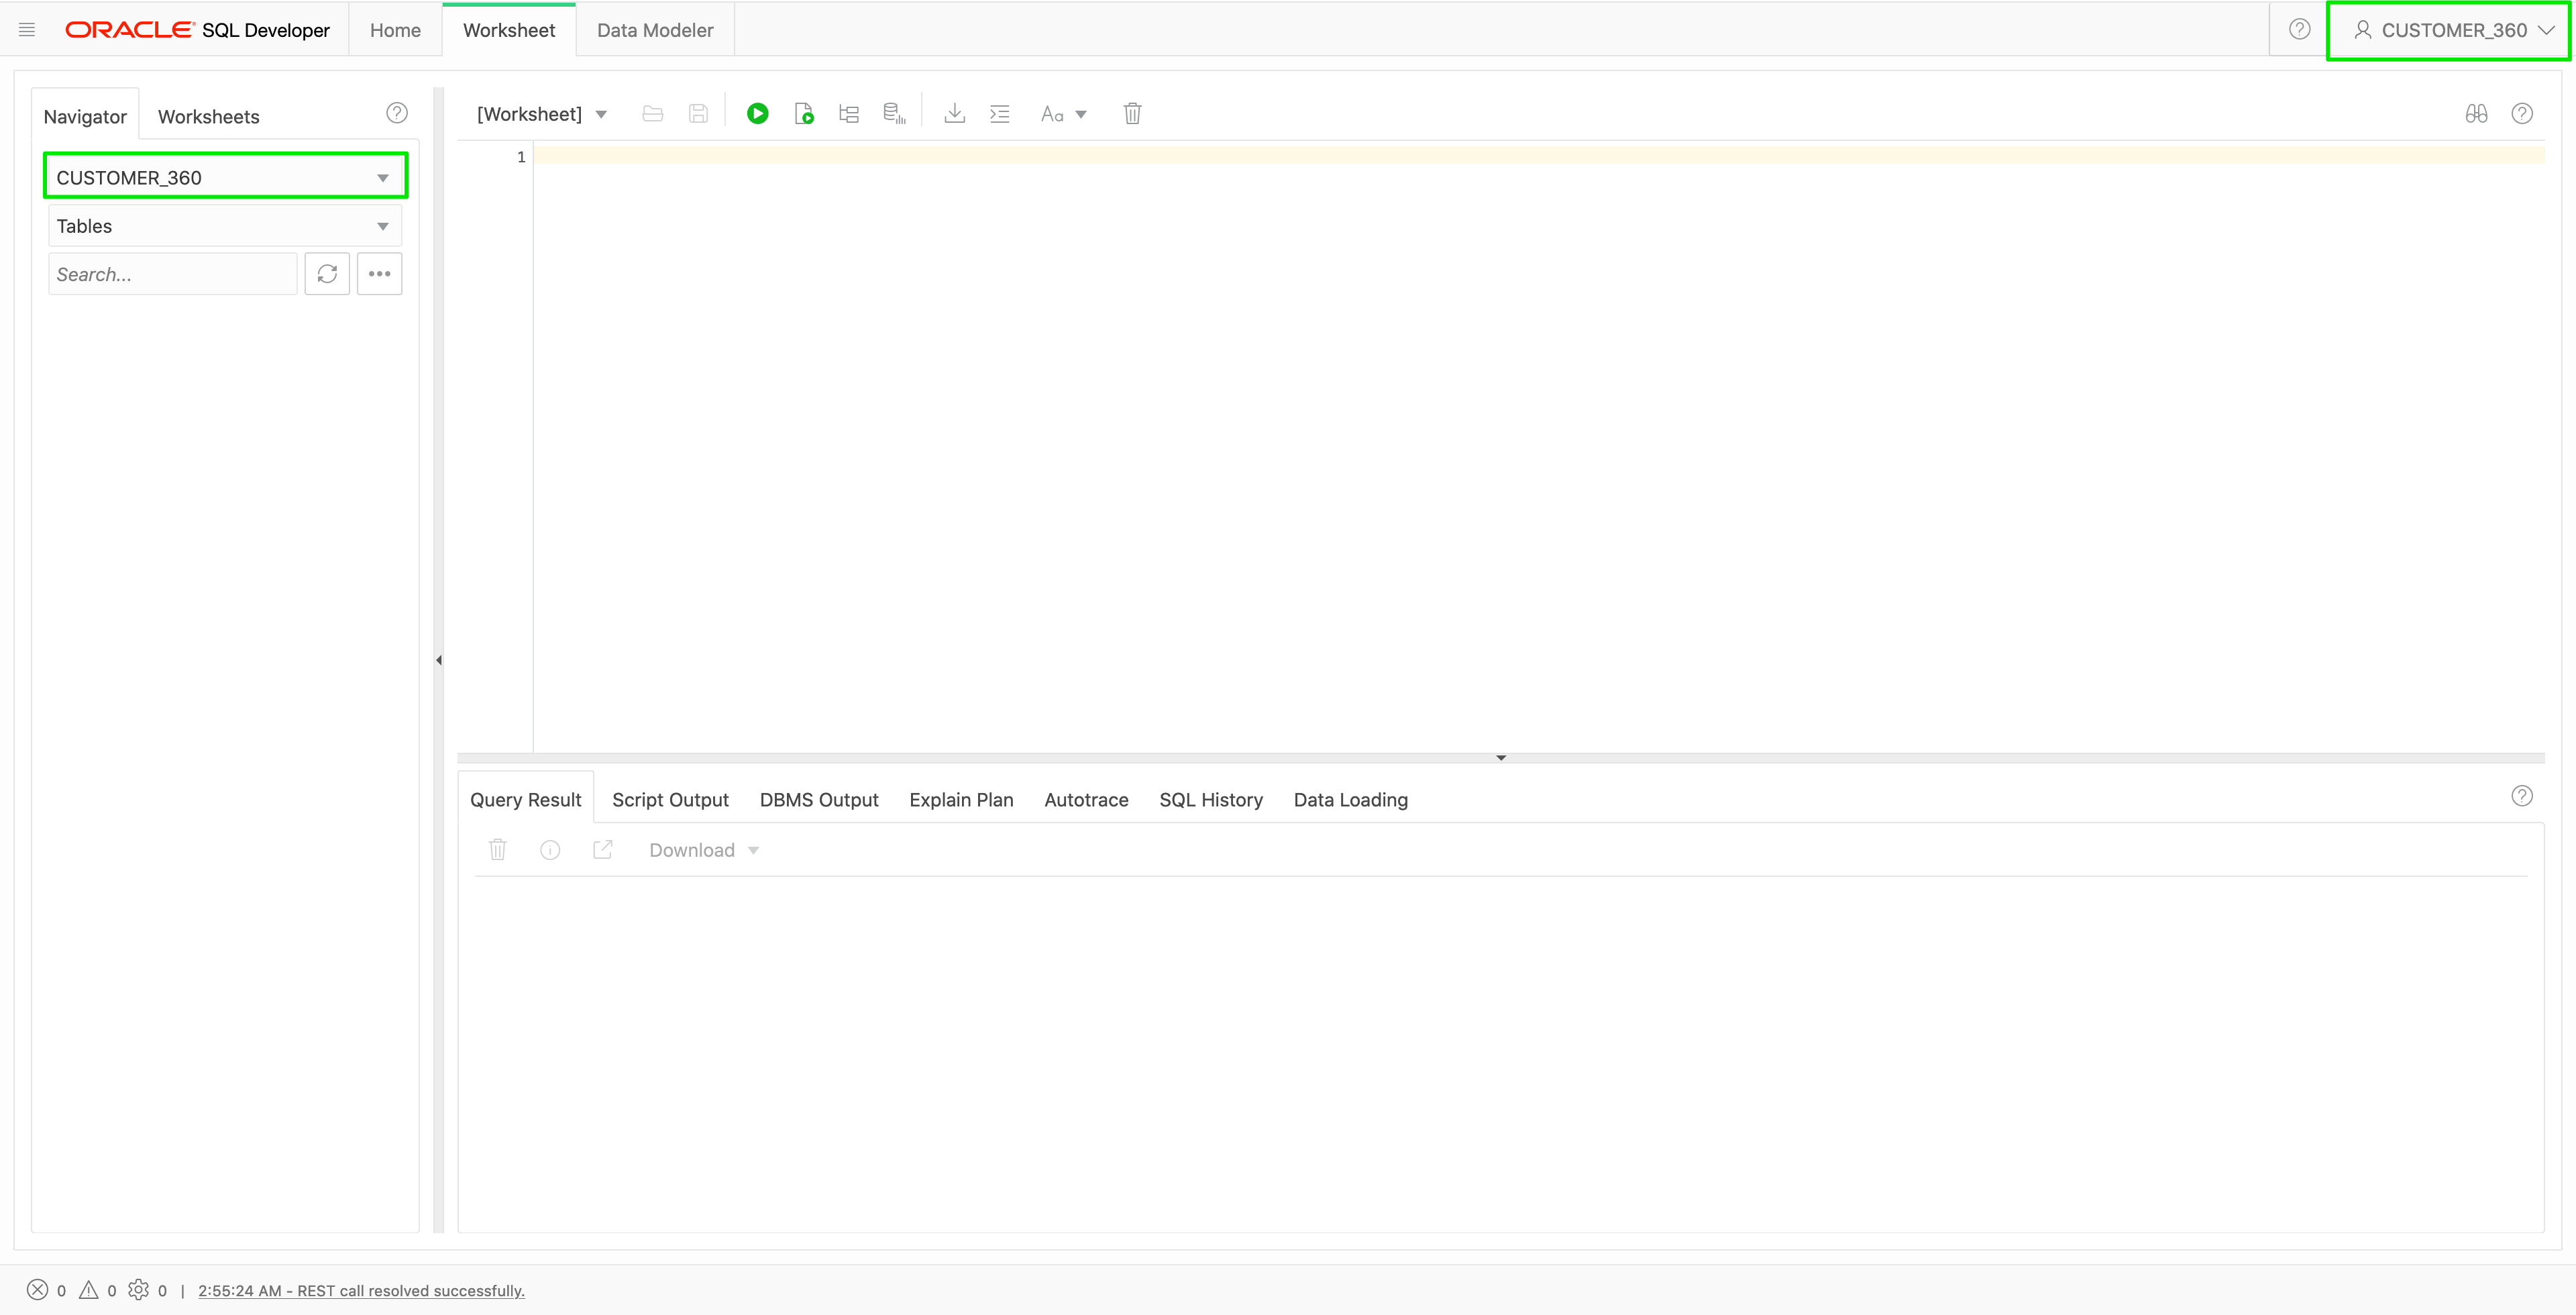 ORACLE SQL Developer Home Worksheet Data Modeler CUSTOMER_360
Navigator Worksheets
[Worksheet] Aa
CUSTOMER_360
1
Tables
Search...
Query Result Script Output DBMS Output Explain Plan Autotrace SQL History Data Loading
Download
0 0 0 | 2:55:24 AM - REST call resolved successfully.